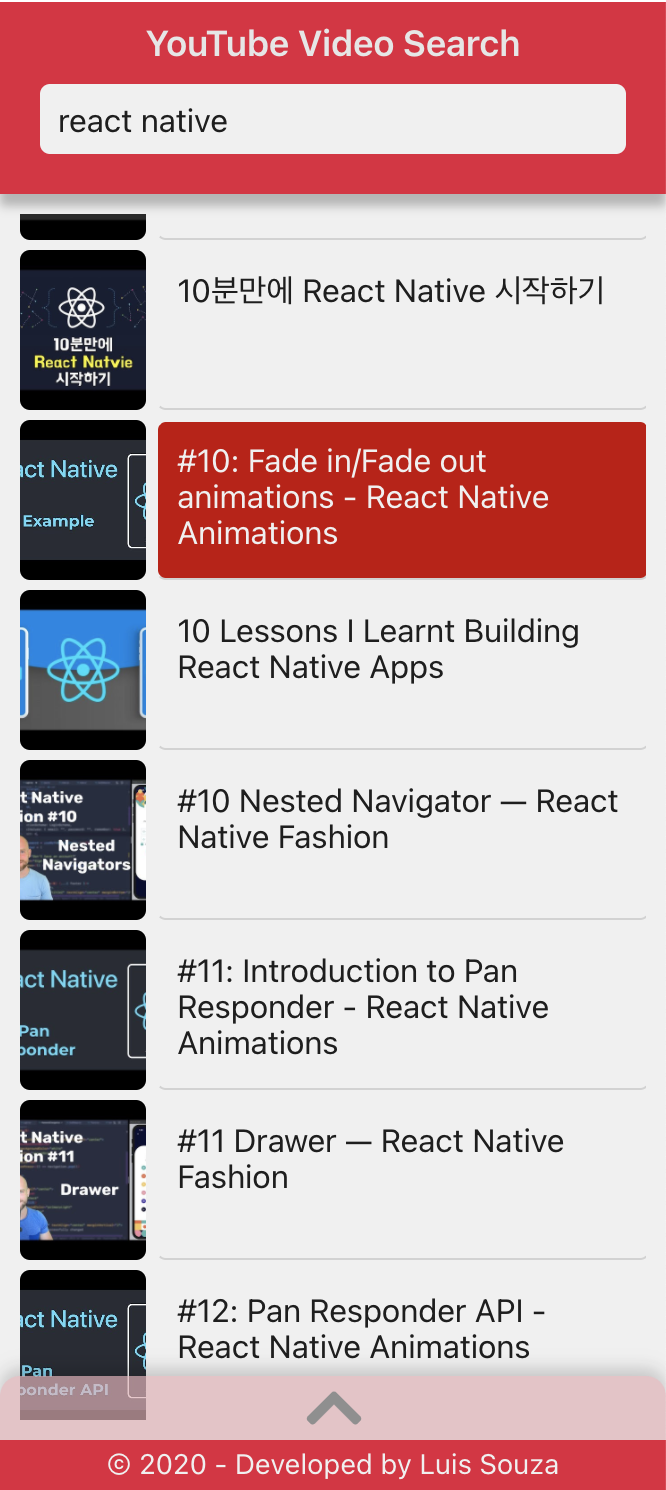 YouTube Video Search
react native
10분만에
React Natvie
시작하기
10분만에 React Native 시작하기
act Native
Example
#10: Fade in/Fade out
animations - React Native
Animations
10 Lessons I Learnt Building
React Native Apps
t Native
ion #10
Nested
Navigators
#10 Nested Navigator — React
Native Fashion
act Native
Pan
ponder
#11: Introduction to Pan
Responder - React Native
Animations
t Native
ion #11
Drawer
#11 Drawer — React Native
Fashion
act Native
Pan
ponder API
#12: Pan Responder API -
React Native Animations
© 2020 - Developed by Luis Souza